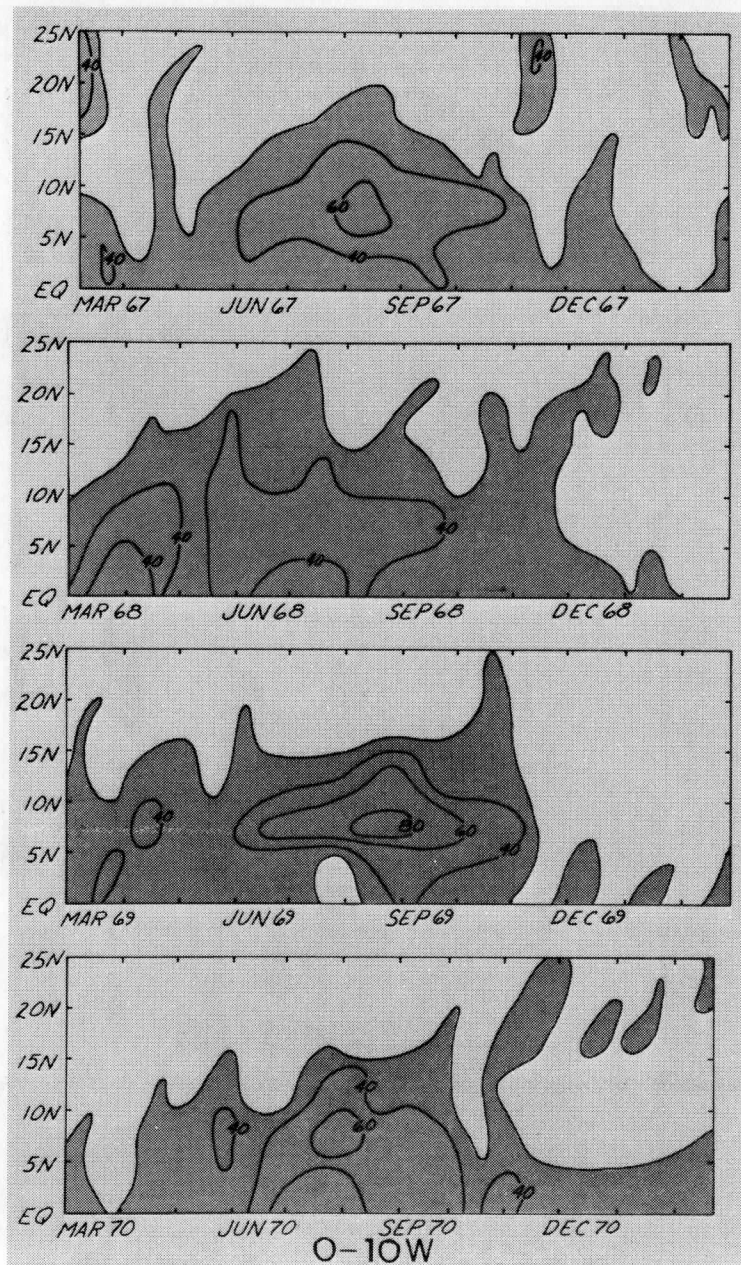 25N
20N
15N
10N
5N
EQ
40
40
60
40
40
MAR 67 JUN 67 SEP 67 DEC 67
25N
20N
15N
10N
5N
EQ
40
40
40
40
MAR 68 JUN 68 SEP 68 DEC 68
25N
20N
15N
10N
5N
EQ
40
80
60
40
MAR 69 JUN 69 SEP 69 DEC 69
25N
20N
15N
10N
5N
EQ
40
40
60
40
MAR 70 JUN 70 SEP 70 DEC 70
0-10W